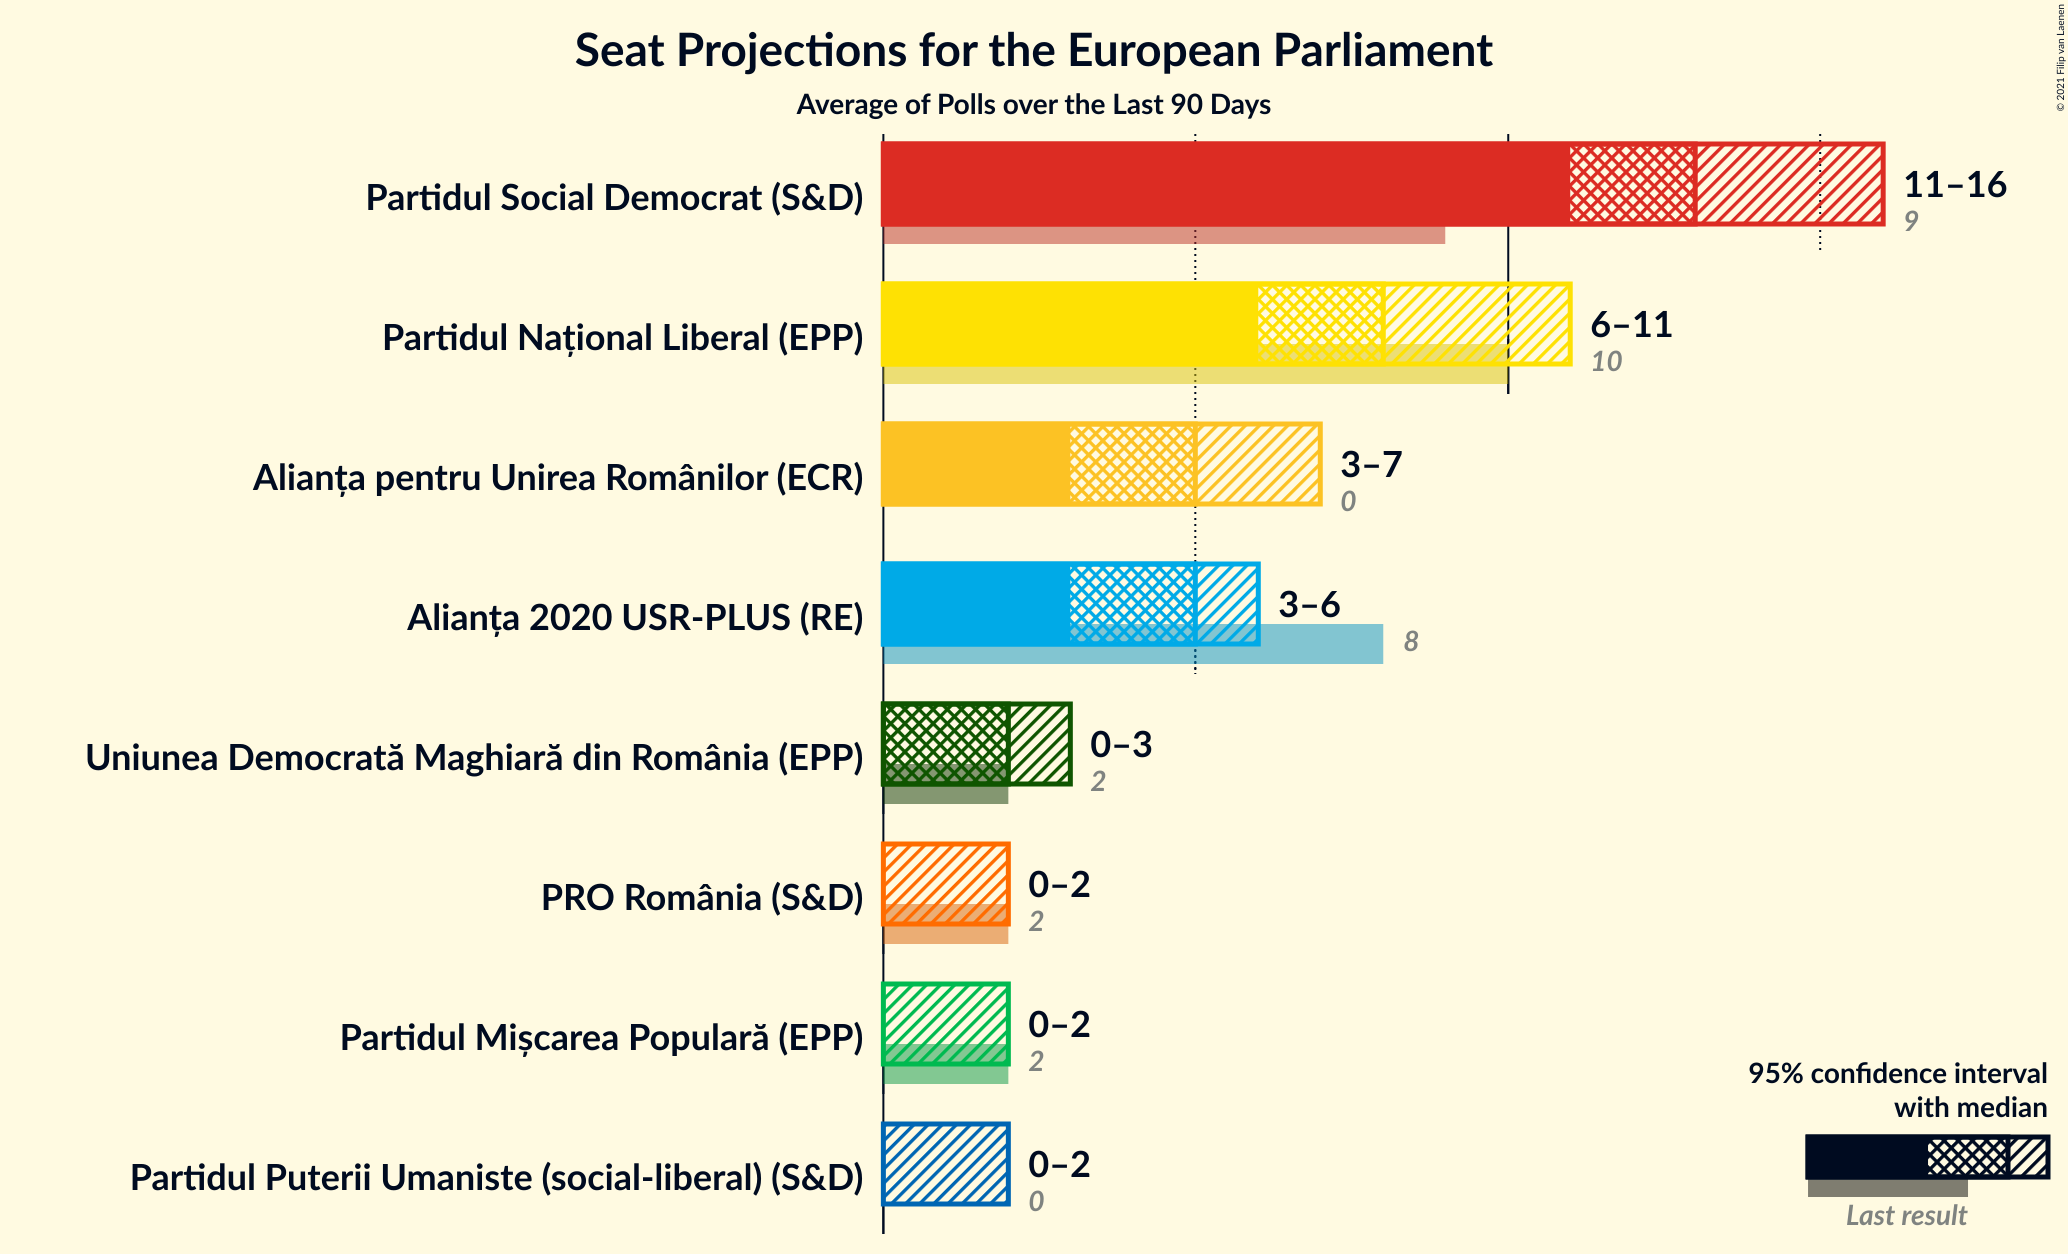 Seat Projections for the European Parliament
Average of Polls over the Last 90 Days
© 2021 Filip van Laenen
Partidul Social Democrat (S&D)
11–16
9
Partidul Național Liberal (EPP)
6–11
10
Alianța pentru Unirea Românilor (ECR)
3–7
0
Alianța 2020 USR-PLUS (RE)
3–6
8
Uniunea Democrată Maghiară din România (EPP)
0–3
2
PRO România (S&D)
0–2
2
Partidul Mișcarea Populară (EPP)
0–2
2
Partidul Puterii Umaniste (social-liberal) (S&D)
0–2
0
95% confidence interval
with median
Last result